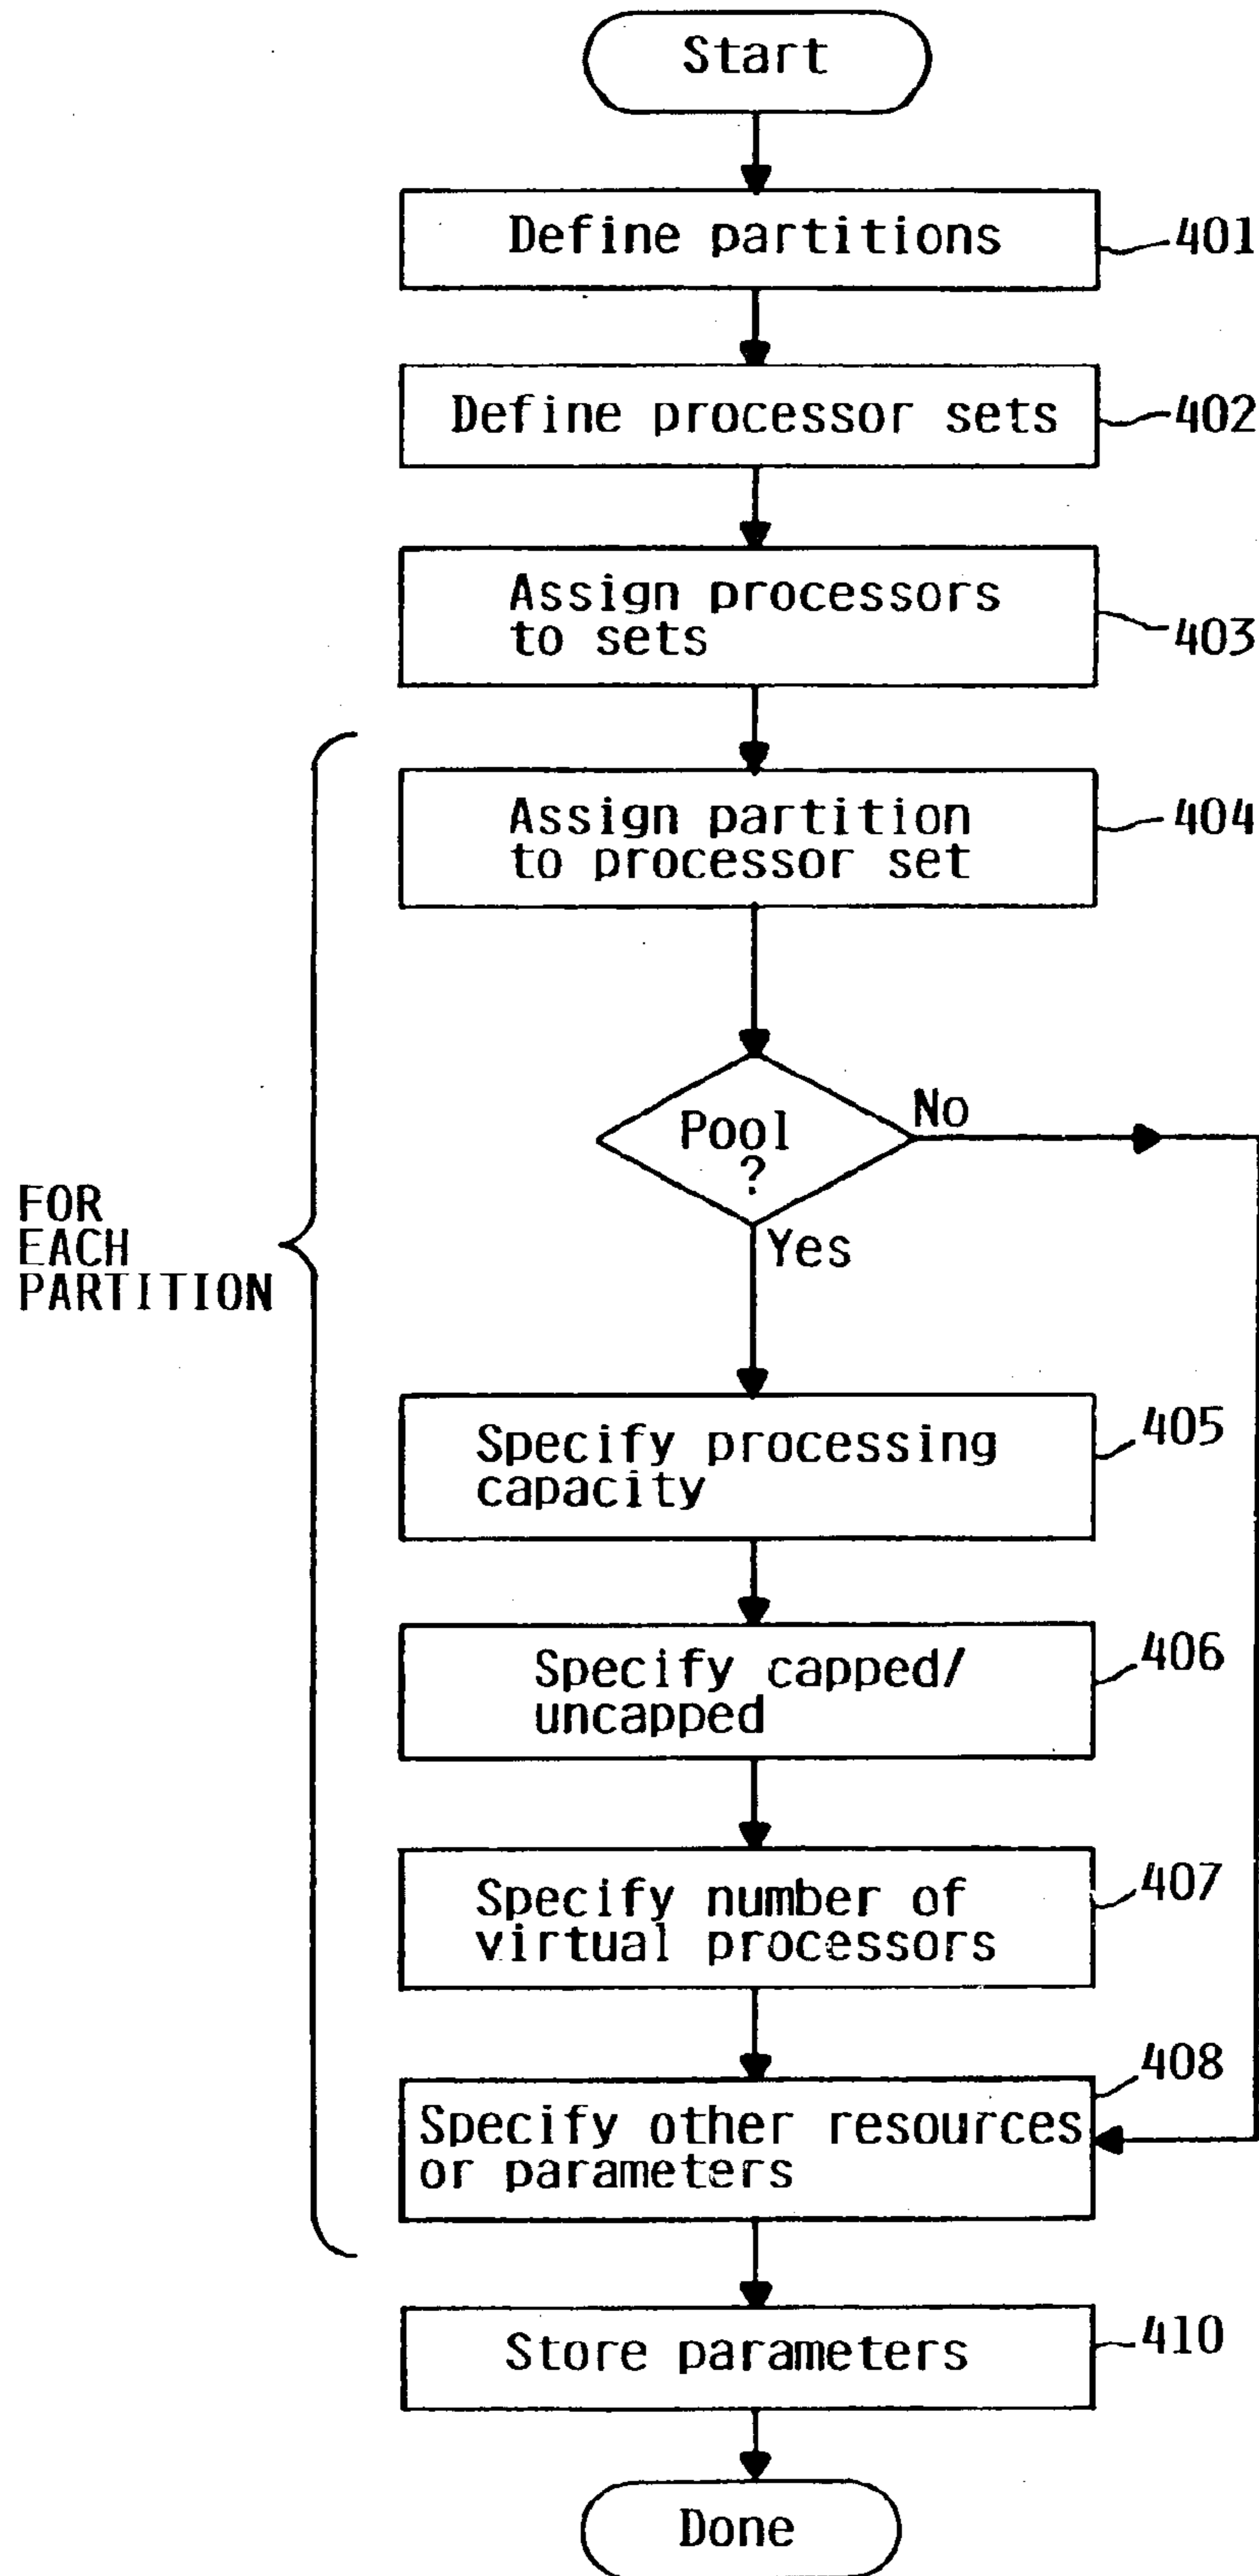 Start
Define partitions
401
Define processor sets
402
Assign processors
to sets
403
Assign partition
to processor set
404
Pool
?
No
Yes
FOR
EACH
PARTITION
Specify processing
capacity
405
Specify capped/
uncapped
406
Specify number of
virtual processors
407
Specify other resources
or parameters
408
Store parameters
410
Done